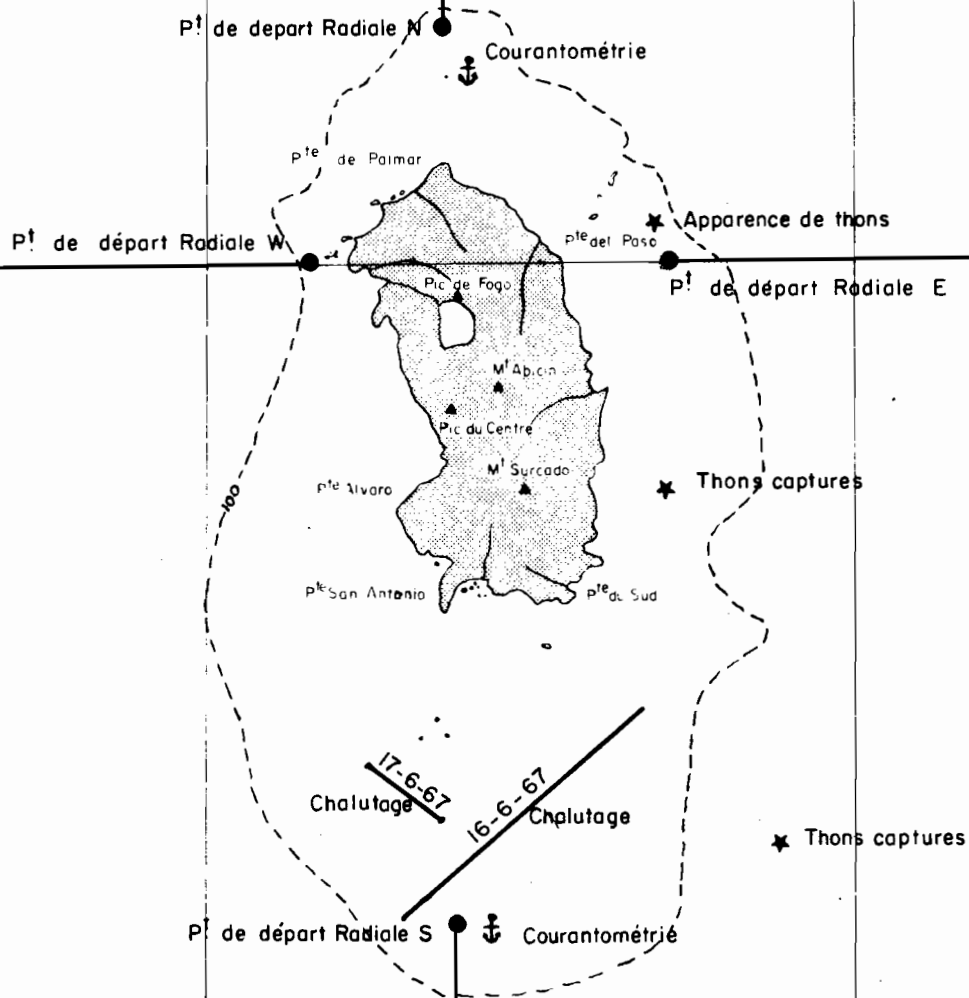 Pt de depart Radiale N
Courantométrie
Pte de Palmar
Apparence de thons
Pt de départ Radiale W
Pte del Paso
Pic de Fogo
Pt de départ Radiale E
Mt
Pic du Centre
Mt Surcado
Thons captures
Pte Alvaro
100
Pte San Antonio
Pte du Sud
17-6-67
Chalutage
16-6-67
Chalutage
Thons captures
Pt de départ Radiale S
Courantométrie